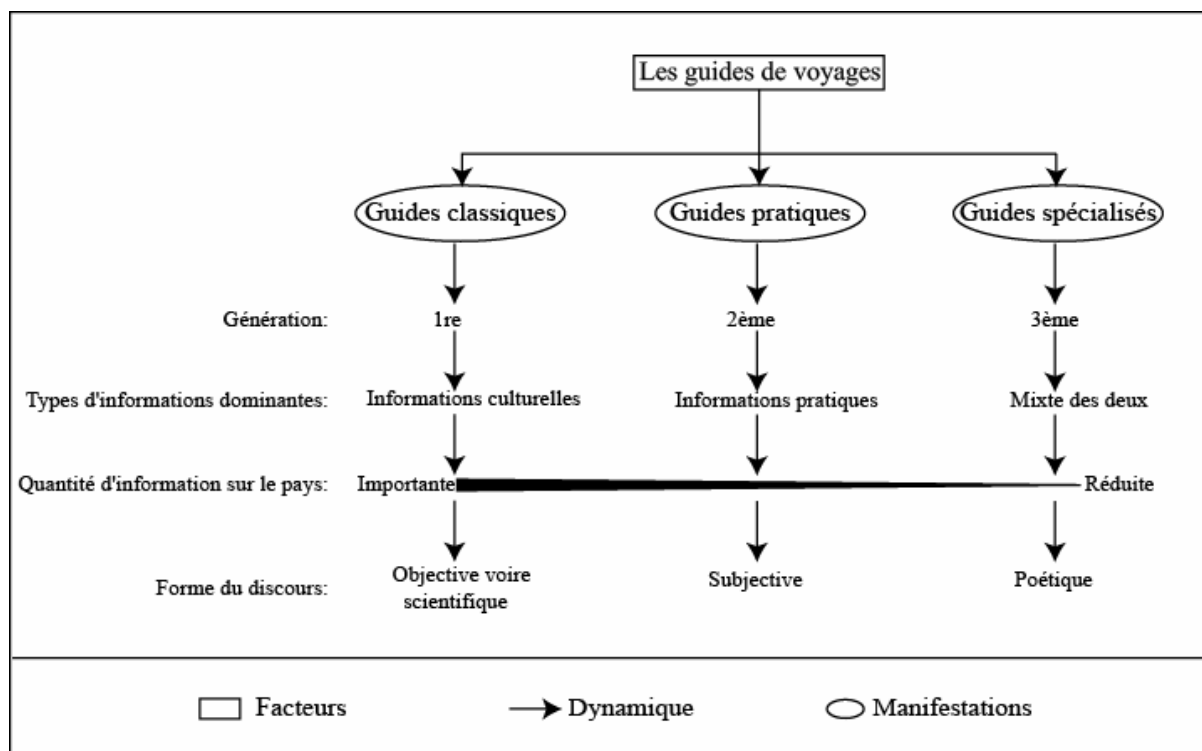 Les guides de voyages
Guides classiques
Guides pratiques
Guides spécialisés
Génération:
1re
2ème
3ème
Types d'informations dominantes:
Informations culturelles
Informations pratiques
Mixte des deux
Quantité d'information sur le pays:
Importante
Réduite
Forme du discours:
Objective voire
scientifique
Subjective
Poétique
Facteurs
Dynamique
Manifestations